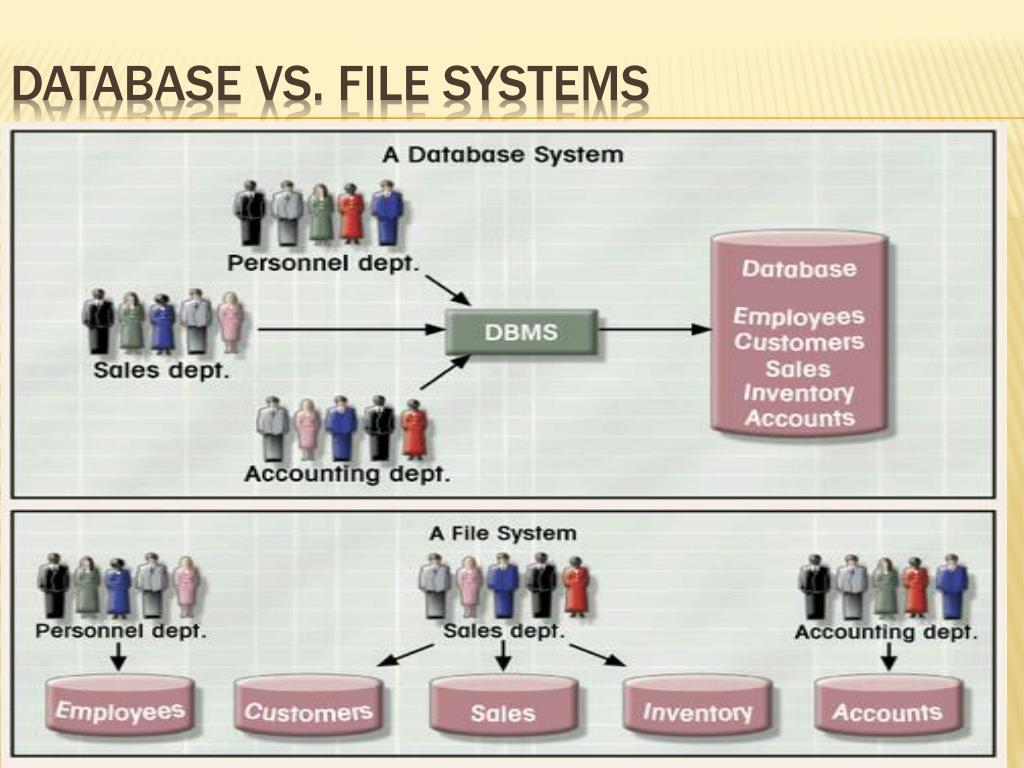 DATABASE VS. FILE SYSTEMS
A Database System
Personnel dept.
Sales dept.
Accounting dept.
DBMS
Database
Employees
Customers
Sales
Inventory
Accounts
A File System
Personnel dept.
Sales dept.
Accounting dept.
Employees
Customers
Sales
Inventory
Accounts